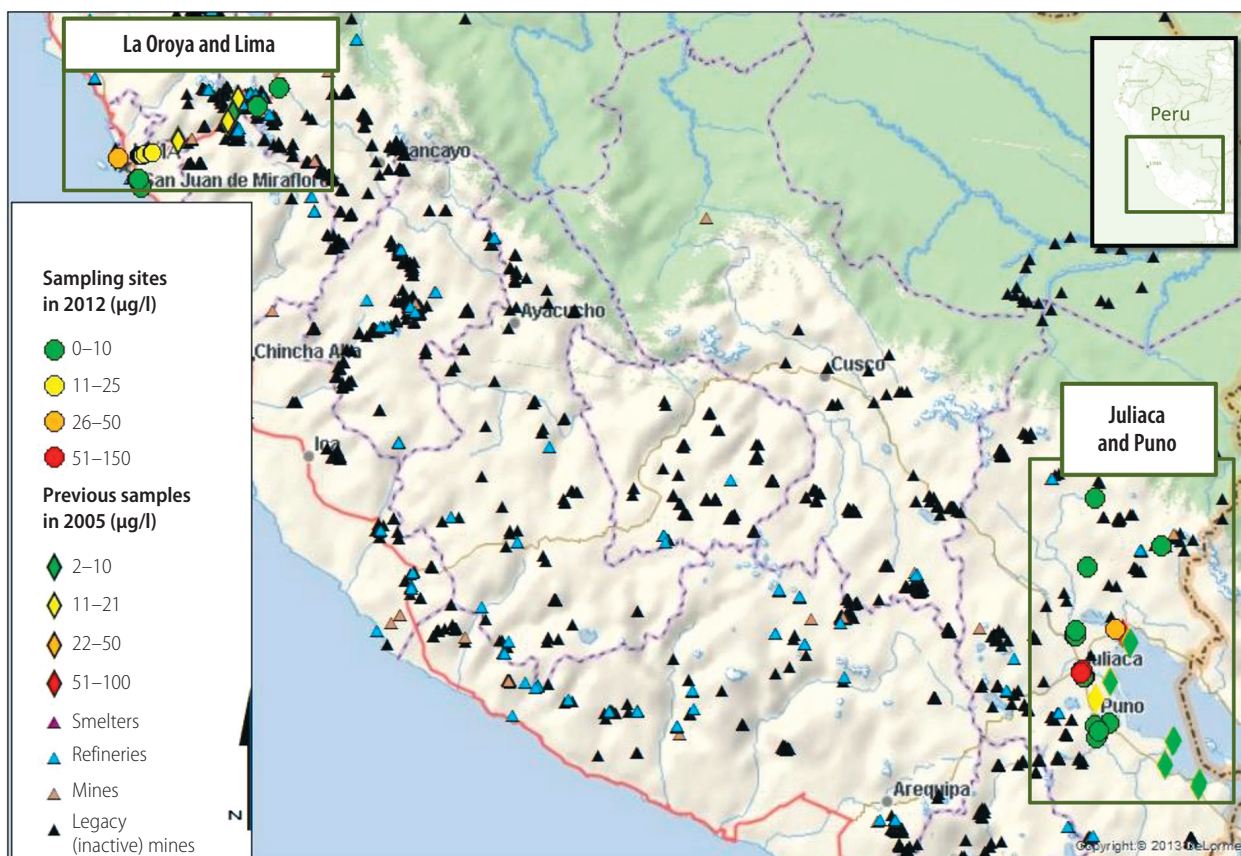 La Oroya and Lima
Peru
San Juan de Miraflores
Sampling sites
in 2012 (µg/l)
0–10
11–25
26–50
51–150
Previous samples
in 2005 (µg/l)
2–10
11–21
22–50
51–100
Smelters
Refineries
Mines
Legacy
(inactive) mines
N
Ayacucho
Chincha Alta
Cusco
Ica
Juliaca
and Puno
Juliaca
Puno
Arequipa
Copyright:© 2013 DeLorme